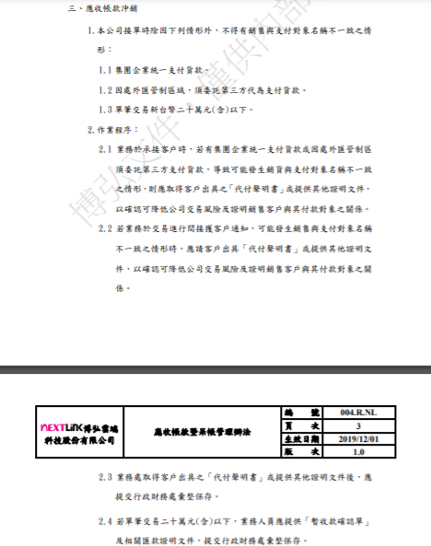 三、應收帳款沖銷
1.本公司接單時除因下列情形外，不得有銷售與支付對象名稱不一致之情
形：
1.1 集團企業統一支付貨款。
1.2 因處外匯管制區域，須委託第三方代為支付貨款。
1.3 單筆交易新台幣二十萬元(含)以下。
2.作業程序：
2.1 業務於承接客戶時，若有集團企業統一支付貨款或因處外匯管制區
須委託第三方支付貨款，導致可能發生銷貨與支付對象名稱不一致
之情形，則應取得客戶出具之「代付聲明書」或提供其他證明文件，
以確認可降低公司交易風險及證明銷售客戶與其付款對象之關係。
2.2 若業務於交易進行間接獲客戶通知，可能發生銷售與支付對象名稱
不一致之情形時，應請客戶出具「代付聲明書」或提供其他證明文
件，以確認可降低公司交易風險及證明銷售客戶與其付款對象之關
係。
博弘文件，僅供內部
NEXTLINK博弘雲端
科技股份有限公司
應收帳款暨呆帳管理辦法
編號 004.R.NL
頁次 3
生效日期 2019/12/01
版次 1.0
2.3 業務處取得客戶出具之「代付聲明書」或提供其他證明文件後，應
提交行政財務處彙整保存。
2.4 若單筆交易二十萬元(含)以下，業務人員應提供「暫收款確認單」
及相關匯款證明文件，提交行政財務處彙整保存。